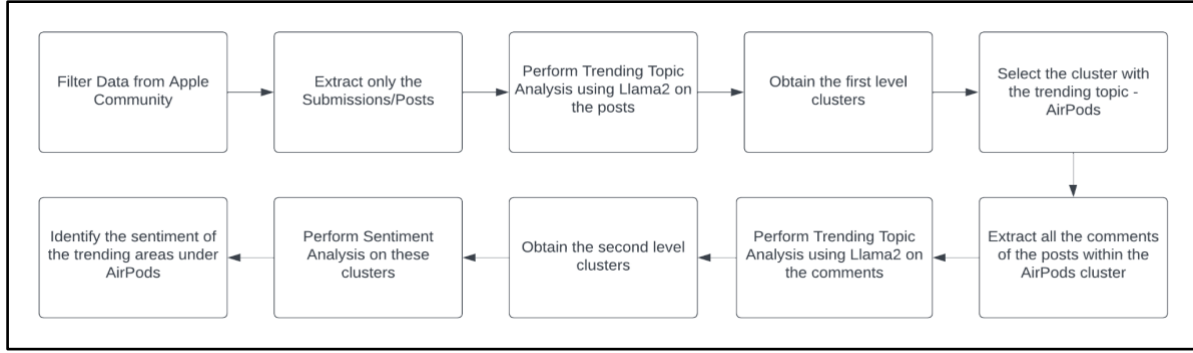 Filter Data from Apple
Community
Extract only the
Submissions/Posts
Perform Trending Topic
Analysis using Llama2 on
the posts
Obtain the first level
clusters
Select the cluster with
the trending topic -
AirPods
Extract all the comments
of the posts within the
AirPods cluster
Perform Trending Topic
Analysis using Llama2 on
the comments
Obtain the second level
clusters
Perform Sentiment
Analysis on these
clusters
Identify the sentiment of
the trending areas under
AirPods